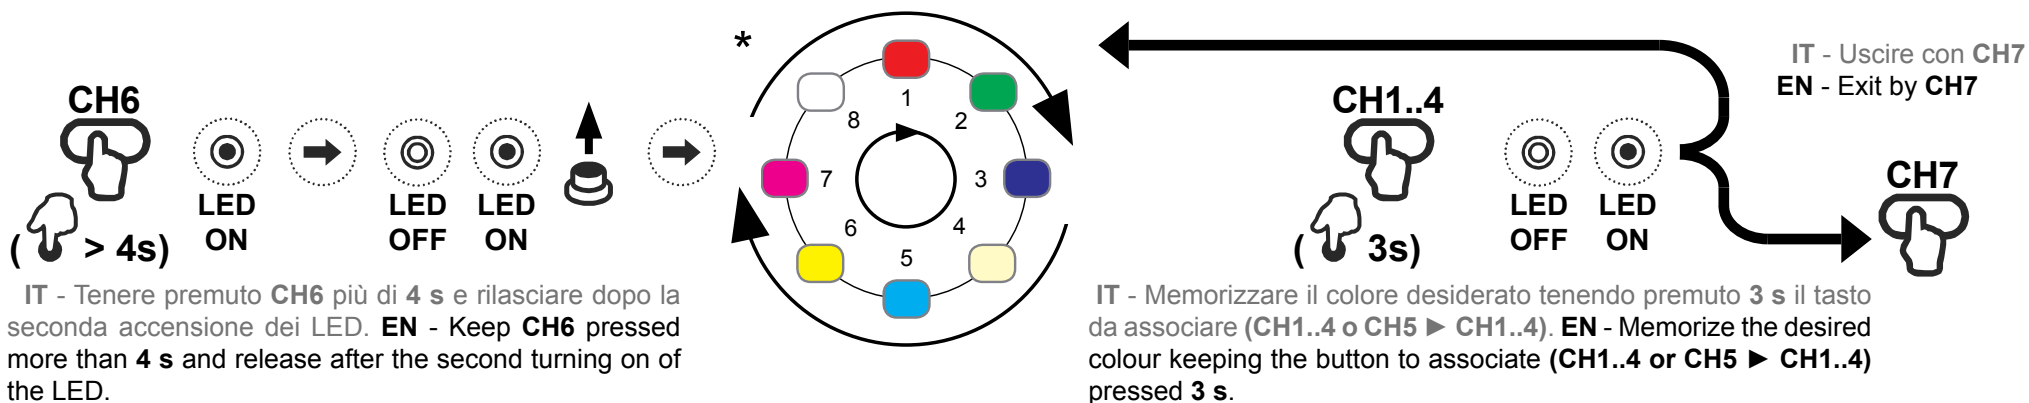 CH6
( > 4s)
LED
ON
LED
OFF
LED
ON
IT - Tenere premuto CH6 più di 4 s e rilasciare dopo la
seconda accensione dei LED. EN - Keep CH6 pressed
more than 4 s and release after the second turning on of
the LED.
*
1
2
3
4
5
6
7
8
CH1..4
( 3s)
LED
OFF
LED
ON
IT - Uscire con CH7
EN - Exit by CH7
CH7
IT - Memorizzare il colore desiderato tenendo premuto 3 s il tasto
da associare (CH1..4 o CH5 ► CH1..4). EN - Memorize the desired
colour keeping the button to associate (CH1..4 or CH5 ► CH1..4)
pressed 3 s.